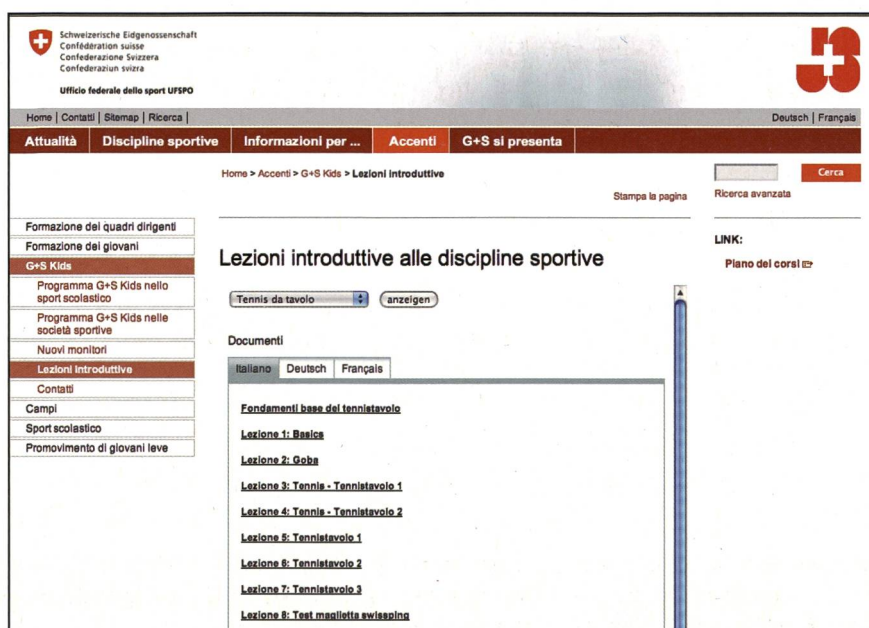 Schweizerische Eidgenossenschaft
Confédération suisse
Confederazione Svizzera
Confederaziun svizra
Ufficio federale dello sport UFSPO
Home | Contatti | Sitemap | Ricerca |
Deutsch | Français
Attualità Discipline sportive Informazioni per ... Accenti G+S si presenta
Home > Accenti > G+S Kids > Lezioni introduttive
Cerca
Stampa la pagina
Ricerca avanzata
Formazione dei quadri dirigenti
Formazione dei giovani
G+S Kids
Programma G+S Kids nello
sport scolastico
Programma G+S Kids nelle
società sportive
Nuovi monitori
Lezioni introduttive
Contatti
Campi
Sport scolastico
Promovimento di giovani leve
Lezioni introduttive alle discipline sportive
Tennis da tavolo anzeigen
Documenti
Italiano Deutsch Français
Fondamenti base del tennistavolo
Lezione 1: Basics
Lezione 2: Goba
Lezione 3: Tennis - Tennistavolo 1
Lezione 4: Tennis - Tennistavolo 2
Lezione 5: Tennistavolo 1
Lezione 6: Tennistavolo 2
Lezione 7: Tennistavolo 3
Lezione 8: Test maglietta swissping
LINK:
Piano dei corsi